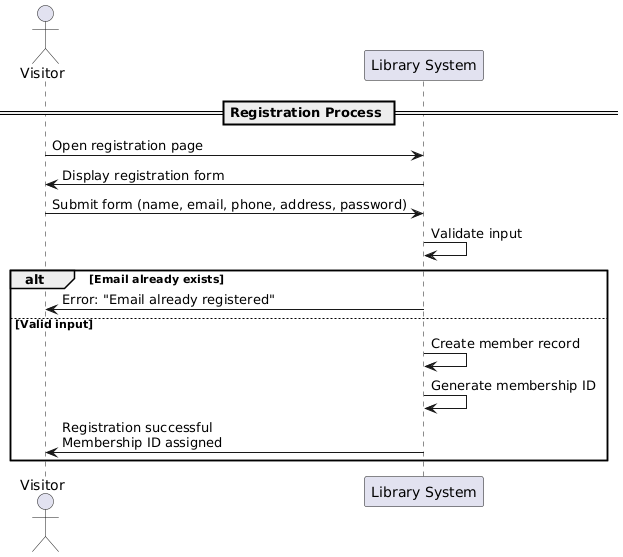 Visitor
Library System
Registration Process
Open registration page
Display registration form
Submit form (name, email, phone, address, password)
Validate input
alt [Email already exists]
Error: "Email already registered"
[Valid input]
Create member record
Generate membership ID
Registration successful
Membership ID assigned
Visitor
Library System